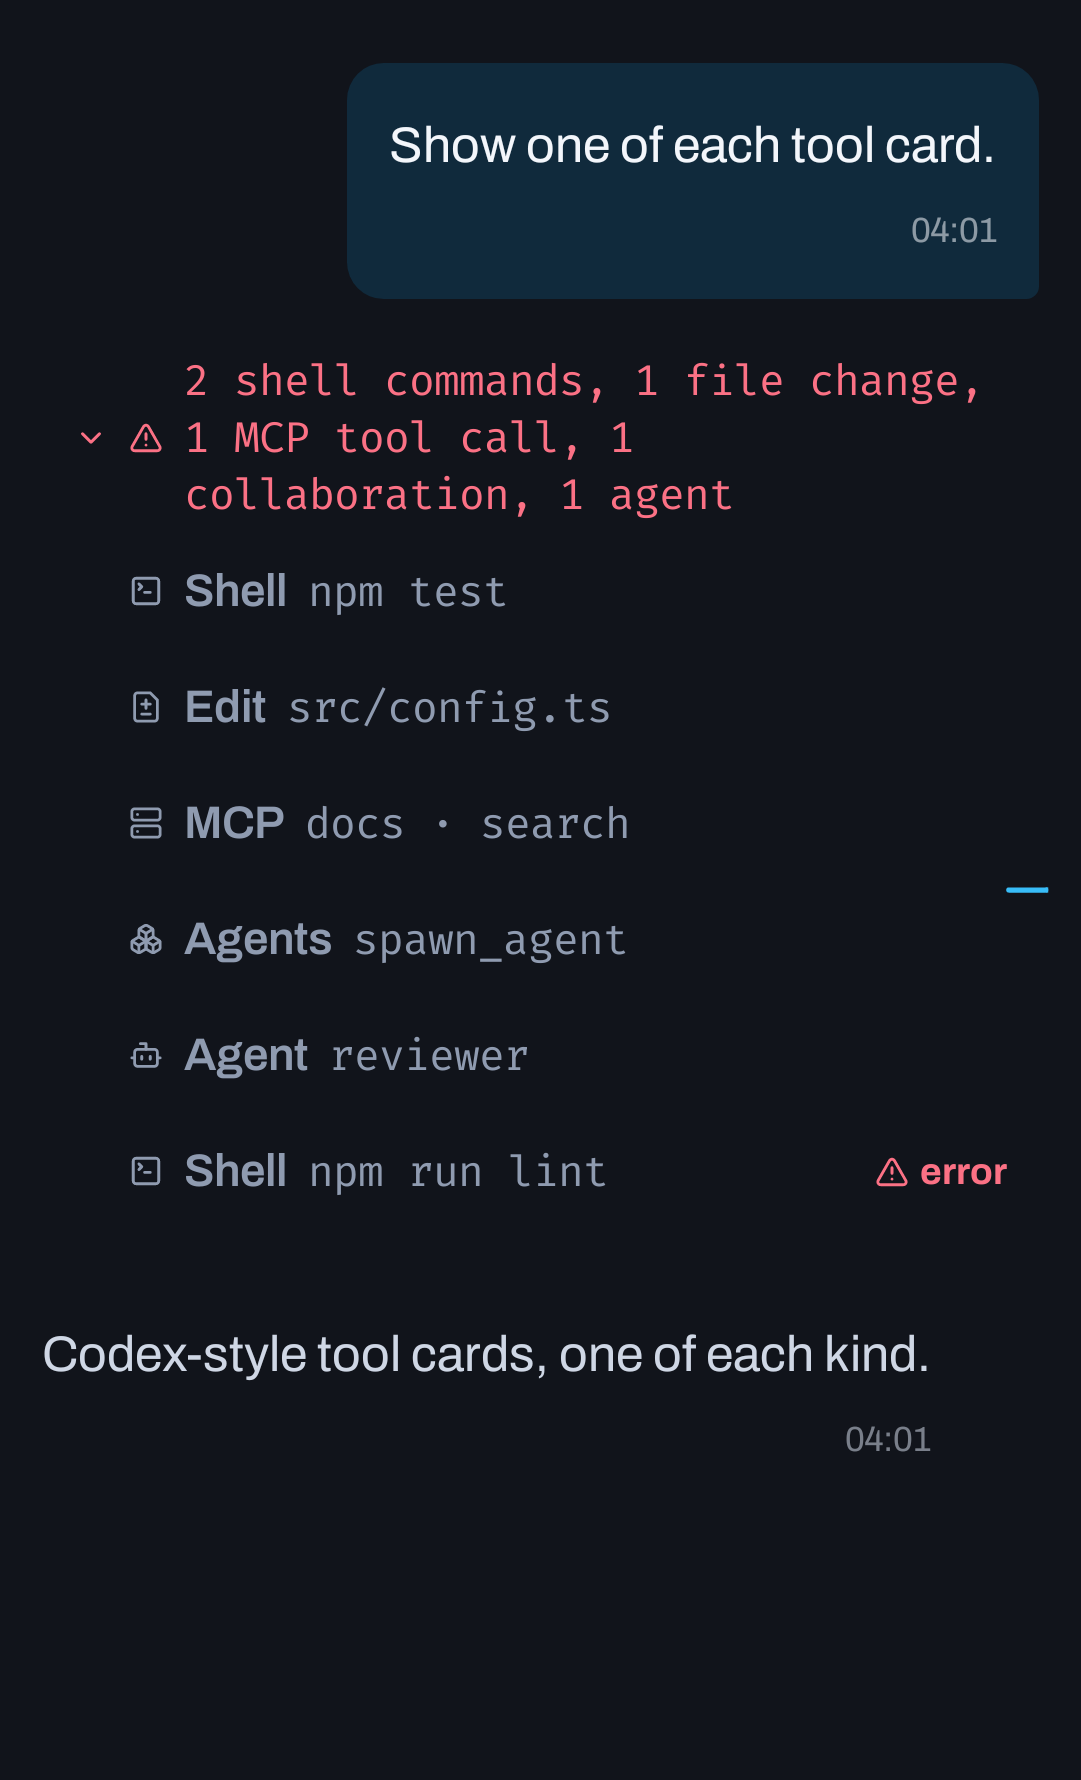 Show one of each tool card.
04:01
2 shell commands, 1 file change,
1 MCP tool call, 1
collaboration, 1 agent
Shell npm test
Edit src/config.ts
MCP docs · search
Agents spawn_agent
Agent reviewer
Shell npm run lint error
Codex-style tool cards, one of each kind.
04:01